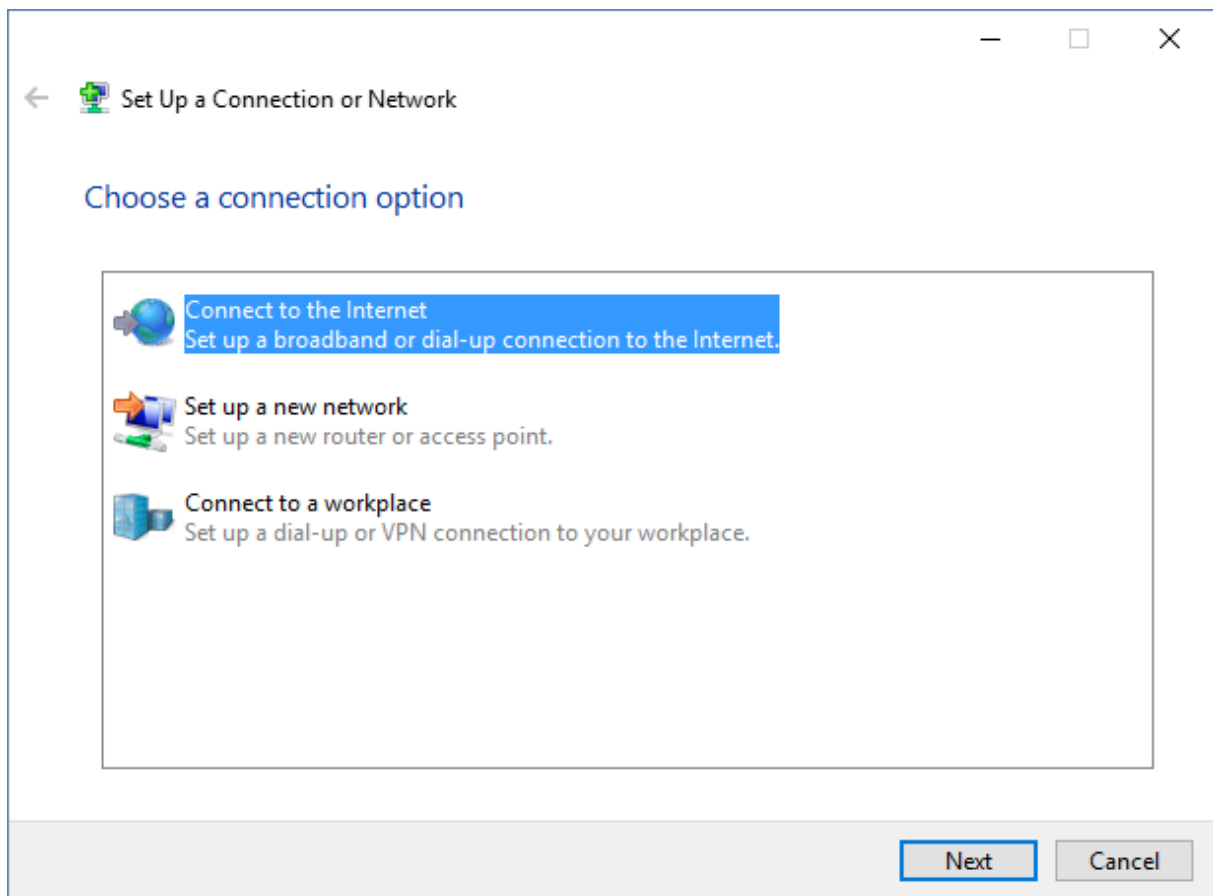 Set Up a Connection or Network
Choose a connection option
Connect to the Internet
Set up a broadband or dial-up connection to the Internet.
Set up a new network
Set up a new router or access point.
Connect to a workplace
Set up a dial-up or VPN connection to your workplace.
Next Cancel